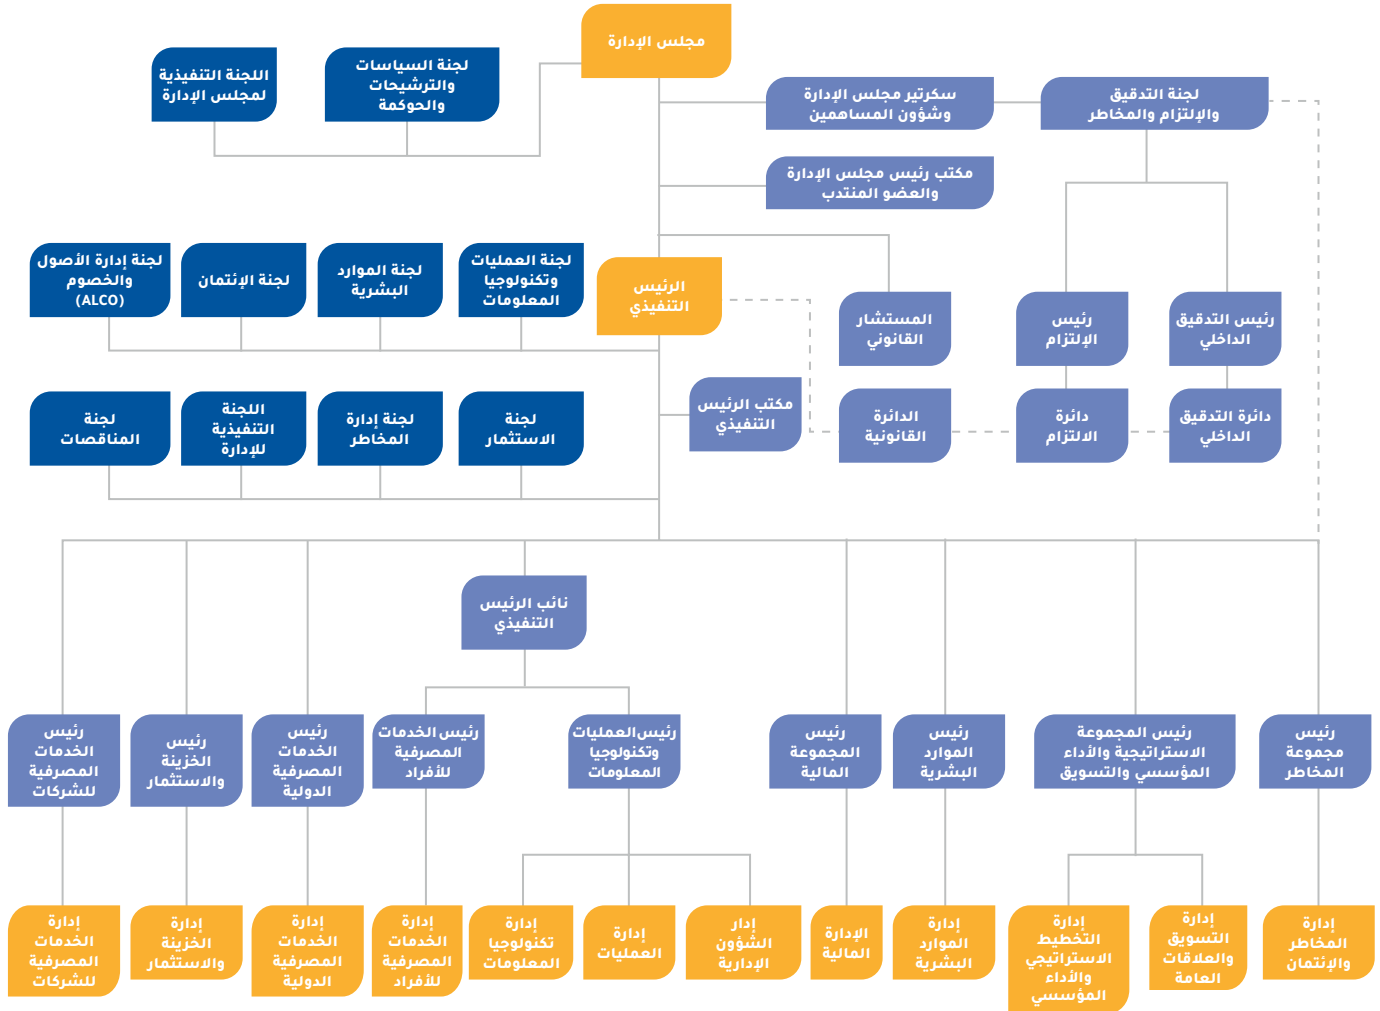 مجلس الإدارة
لجنة السياسات
والترشيحات
والحوكمة
اللجنة التنفيذية
لمجلس الإدارة
لجنة التدقيق
والإلتزام والمخاطر
سكرتير مجلس الإدارة
وشؤون المساهمين
مكتب رئيس مجلس الإدارة
والعضو المنتدب
الرئيس
التنفيذي
لجنة العمليات
وتكنولوجيا
المعلومات
لجنة الموارد
البشرية
لجنة الإئتمان
لجنة إدارة الأصول
والخصوم
(ALCO)
رئيس التدقيق
الداخلي
رئيس
الإلتزام
المستشار
القانوني
دائرة التدقيق
الداخلي
دائرة
الالتزام
الدائرة
القانونية
مكتب الرئيس
التنفيذي
لجنة
الاستثمار
لجنة إدارة
المخاطر
اللجنة
التنفيذية
للإدارة
لجنة
المناقصات
نائب الرئيس
التنفيذي
رئيس
مجموعة
المخاطر
رئيس المجموعة
الاستراتيجية والأداء
المؤسسي والتسويق
رئيس
الموارد
البشرية
رئيس
المجموعة
المالية
رئيس العمليات
وتكنولوجيا
المعلومات
رئيس الخدمات
المصرفية
للأفراد
رئيس
الخدمات
المصرفية
الدولية
رئيس
الخزينة
والاستثمار
رئيس
الخدمات
المصرفية
للشركات
إدارة
المخاطر
والإئتمان
إدارة
التسويق
والعلاقات
العامة
إدارة
التخطيط
الاستراتيجي
والأداء
المؤسسي
إدارة
الموارد
البشرية
الإدارة
المالية
إدار
الشؤون
الإدارية
إدارة
العمليات
إدارة
تكنولوجيا
المعلومات
إدارة
الخدمات
المصرفية
للأفراد
إدارة
الخدمات
المصرفية
الدولية
إدارة
الخزينة
والاستثمار
إدارة
الخدمات
المصرفية
للشركات